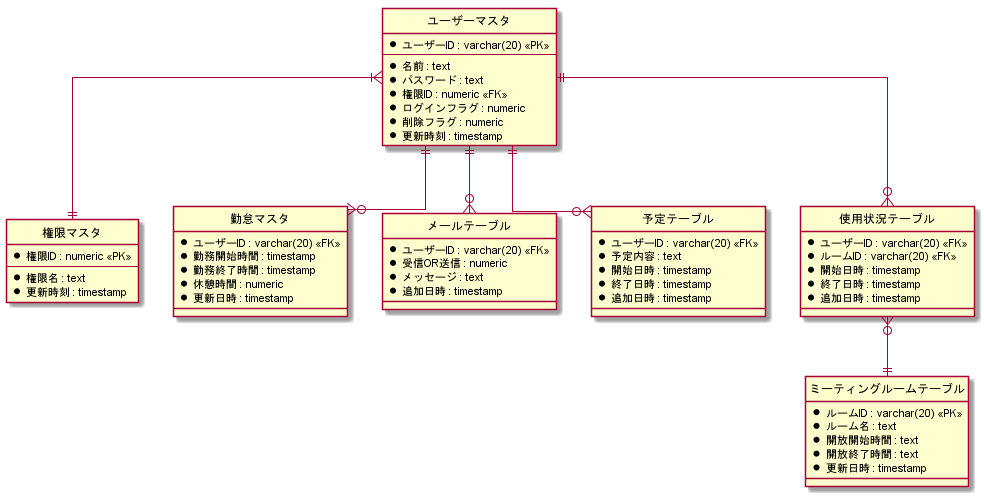 ユーザーマスタ
ユーザーID : varchar(20) «PK»
名前 : text
パスワード : text
権限ID : numeric «FK»
ログインフラグ : numeric
削除フラグ : numeric
更新時刻 : timestamp
権限マスタ
権限ID : numeric «PK»
権限名 : text
更新時刻 : timestamp
勤怠マスタ
ユーザーID : varchar(20) «FK»
勤務開始時間 : timestamp
勤務終了時間 : timestamp
休憩時間 : numeric
更新日時 : timestamp
メールテーブル
ユーザーID : varchar(20) «FK»
受信OR送信 : numeric
メッセージ : text
追加日時 : timestamp
予定テーブル
ユーザーID : varchar(20) «FK»
予定内容 : text
開始日時 : timestamp
終了日時 : timestamp
追加日時 : timestamp
使用状況テーブル
ユーザーID : varchar(20) «FK»
ルームID : varchar(20) «FK»
開始日時 : timestamp
終了日時 : timestamp
追加日時 : timestamp
ミーティングルームテーブル
ルームID : varchar(20) «PK»
ルーム名 : text
開放開始時間 : text
開放終了時間 : text
更新日時 : timestamp